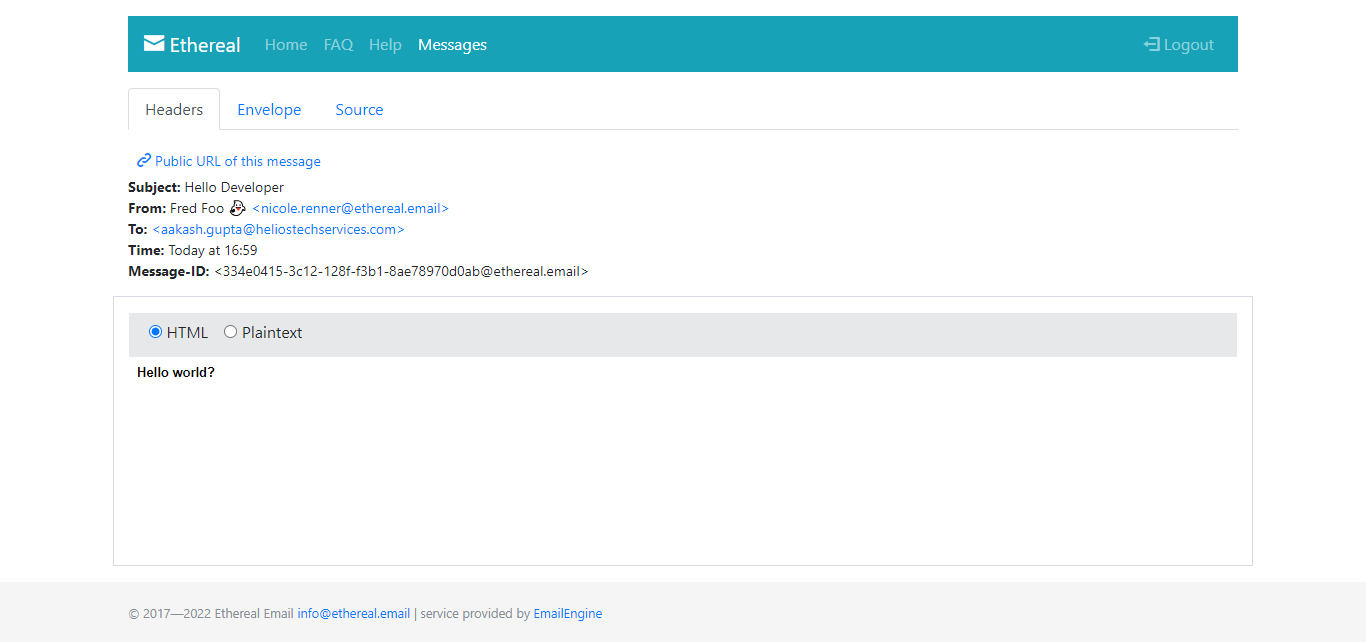 Ethereal Home FAQ Help Messages Logout
Headers Envelope Source
Public URL of this message
Subject: Hello Developer
From: Fred Foo 👻 <nicole.renner@ethereal.email>
To: <aakash.gupta@heliostechservices.com>
Time: Today at 16:59
Message-ID: <334e0415-3c12-128f-f3b1-8ae78970d0ab@ethereal.email>
HTML Plaintext
Hello world?
© 2017—2022 Ethereal Email info@ethereal.email | service provided by EmailEngine